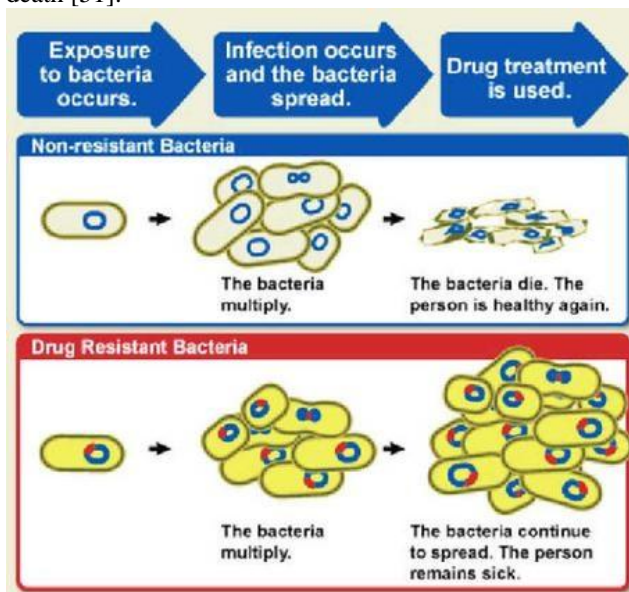 death [31].
Exposure
to bacteria
occurs.
Infection occurs
and the bacteria
spread.
Drug treatment
is used.
Non-resistant Bacteria
The bacteria
multiply.
The bacteria die. The
person is healthy again.
Drug Resistant Bacteria
The bacteria
multiply.
The bacteria continue
to spread. The person
remains sick.